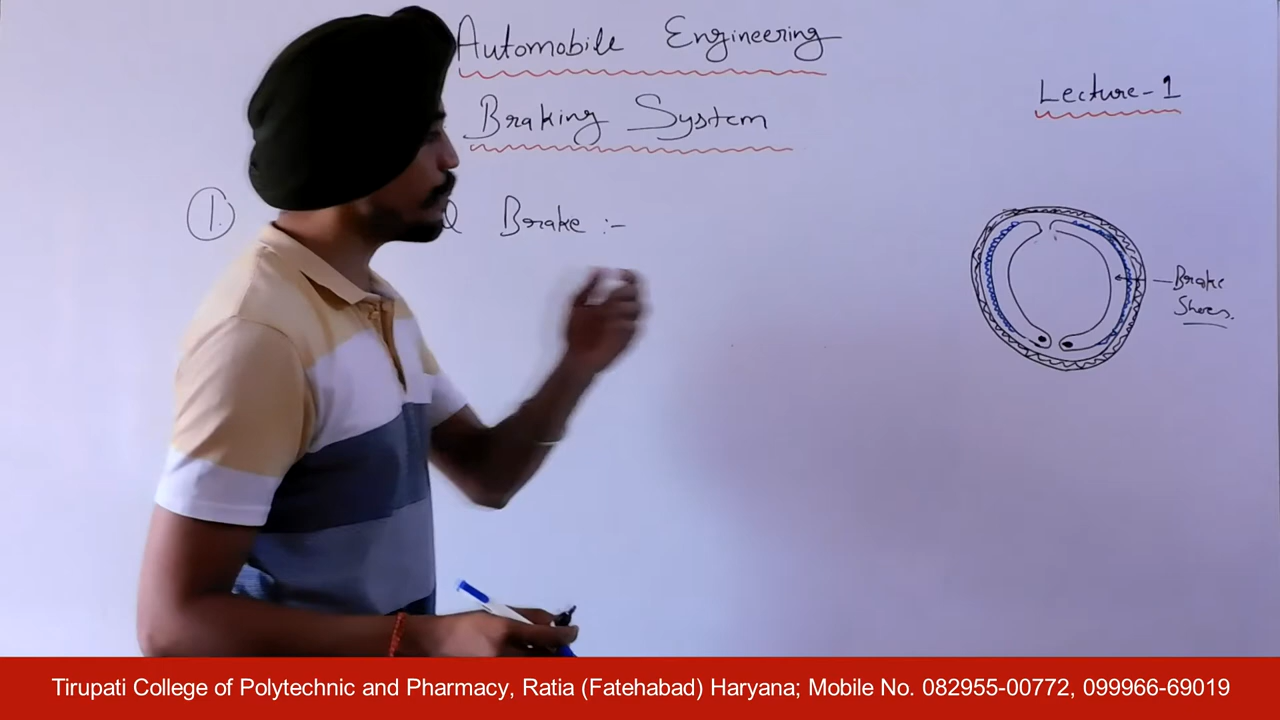 Automobile Engineering
Braking System
Lecture-1
1. Brake :-
Brake
Shoes.
Tirupati College of Polytechnic and Pharmacy, Ratia (Fatehabad) Haryana; Mobile No. 082955-00772, 099966-69019